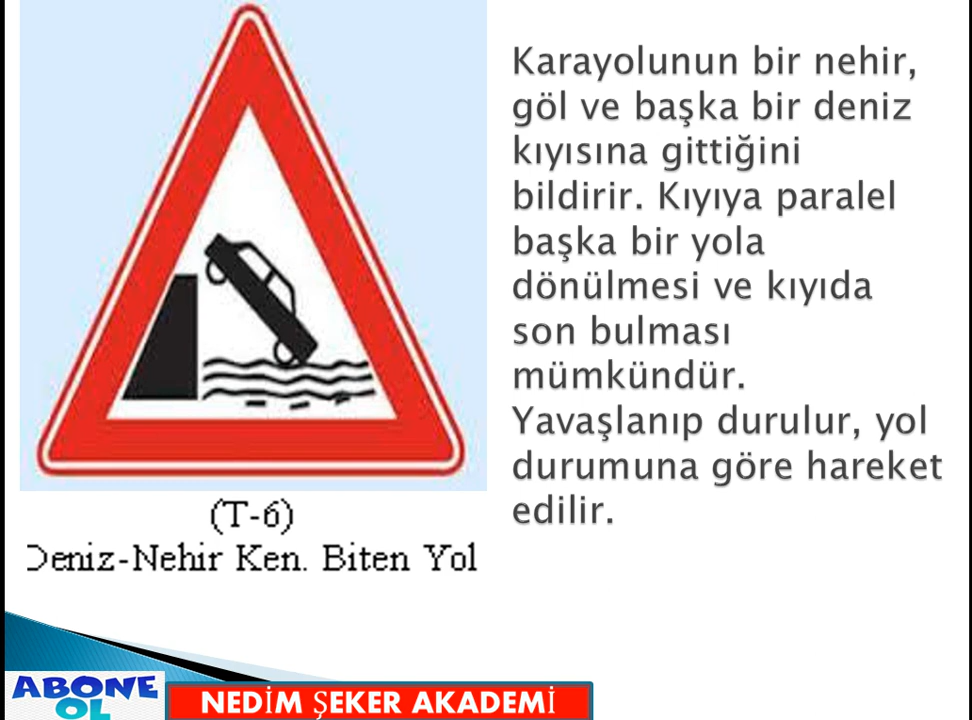 Karayolunun bir nehir,
göl ve başka bir deniz
kıyısına gittiğini
bildirir. Kıyıya paralel
başka bir yola
dönülmesi ve kıyıda
son bulması
mümkündür.
Yavaşlanıp durulur, yol
durumuna göre hareket
edilir.
(T-6)
Deniz-Nehir Ken. Biten Yol
ABONE
OL
NEDİM ŞEKER AKADEMİ